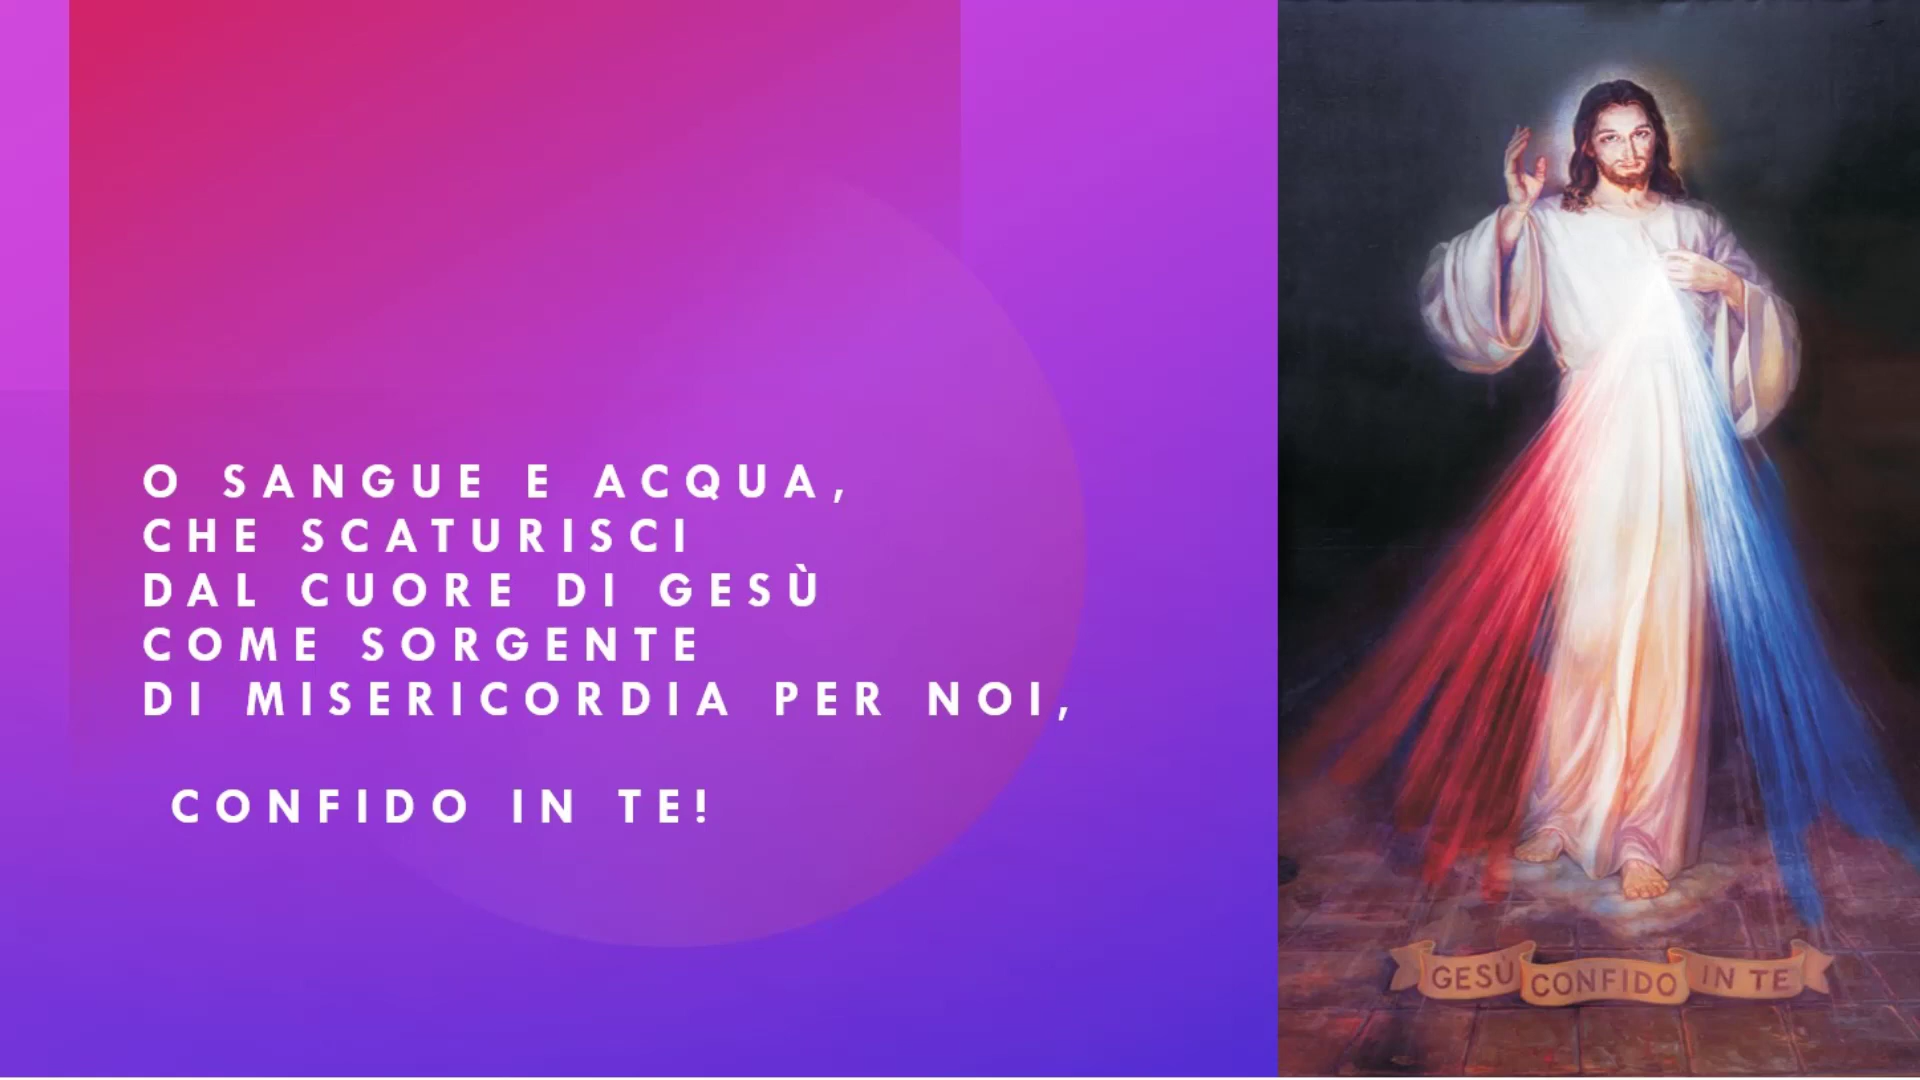 O SANGUE E ACQUA,
CHE SCATURISCI
DAL CUORE DI GESÙ
COME SORGENTE
DI MISERICORDIA PER NOI,
CONFIDO IN TE!
GESÙ CONFIDO IN TE